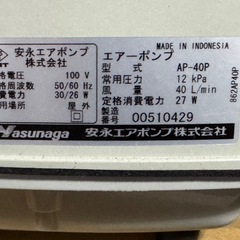 安永エアポンプ
株式会社
エアーポンプ
MADE IN INDONESIA
格電圧 100 V
格周波数 50/60 Hz
費電力 30/26 W
場所 屋外
型 式 AP-40P
常用圧力 12 kPa
風量 40 L/min
定格消費電力 27 W
製造番号 00510429
862AP40P
Yasunaga 安永エアポンプ株式会社